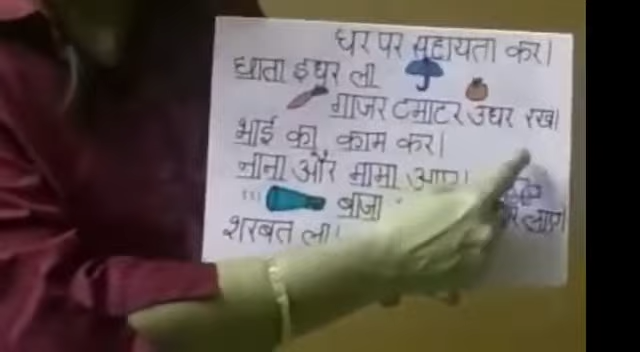 घर पर सहायता कर।
छाता इधर ला
गाजर टमाटर उधर रख।
भाई का काम कर।
नाना और मामा आए।
बाजा लाए।
शरबत ला।